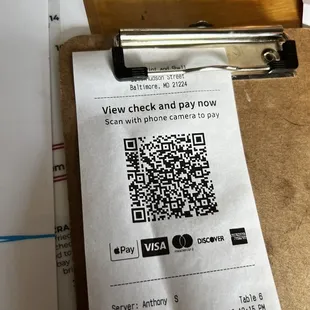 Hudson Street
Baltimore, MD 21224
View check and pay now
Scan with phone camera to pay
Pay
VISA
mastercard
DISCOVER
Server: Anthony S
Table 6